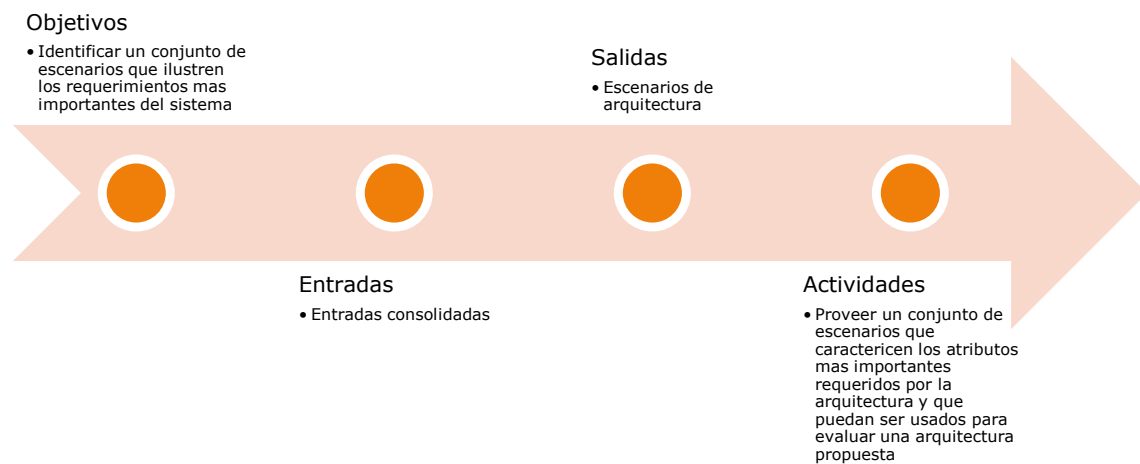 Objetivos
• Identificar un conjunto de
escenarios que ilustren
los requerimientos mas
importantes del sistema
Entradas
• Entradas consolidadas
Salidas
• Escenarios de
arquitectura
Actividades
• Proveer un conjunto de
escenarios que
caractericen los atributos
mas importantes
requeridos por la
arquitectura y que
puedan ser usados para
evaluar una arquitectura
propuesta